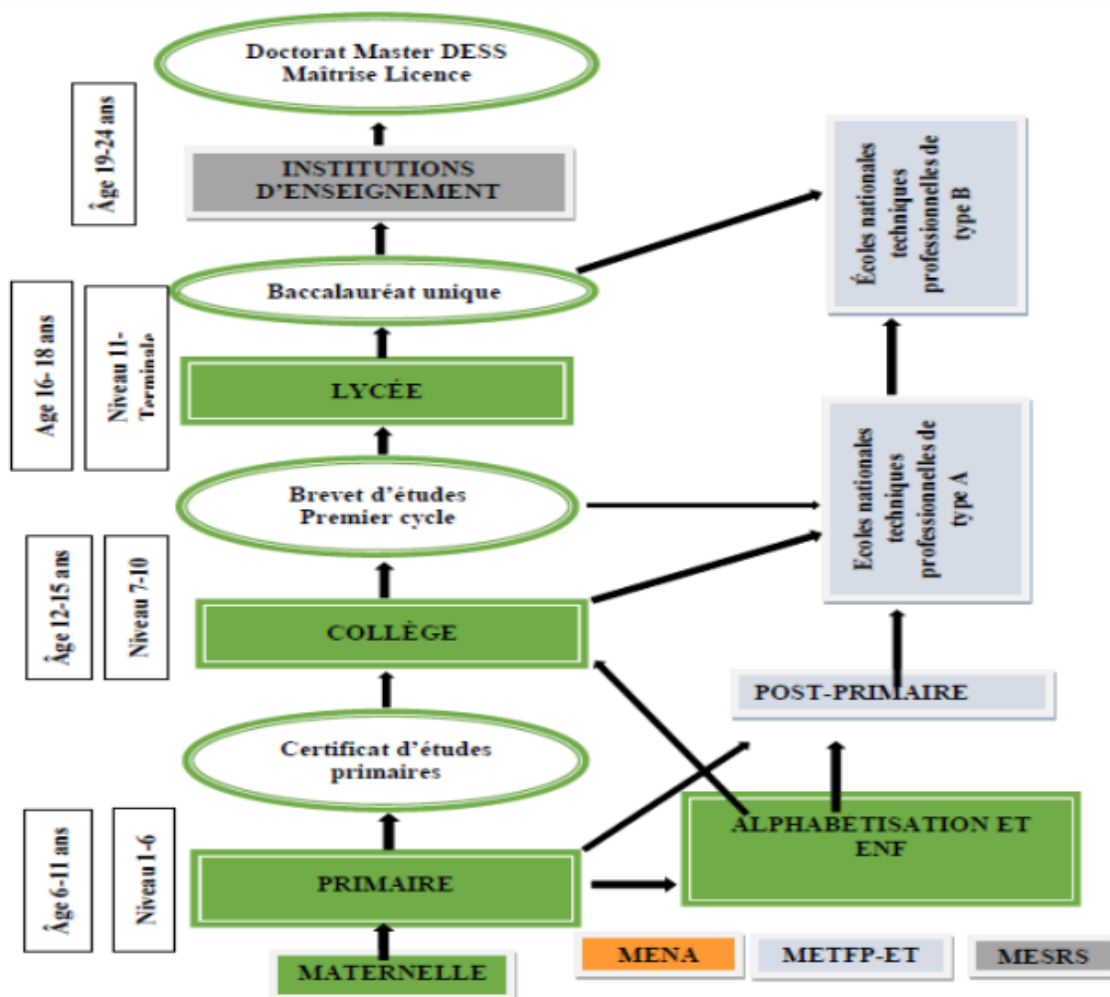 Doctorat Master DESS
Maîtrise Licence
Âge 19-24 ans
INSTITUTIONS
D'ENSEIGNEMENT
Écoles nationales
techniques
professionnelles de
type B
Baccalauréat unique
Age 16- 18 ans
Niveau 11-
Terminale
LYCÉE
Ecoles nationales
techniques
professionnelles de
type A
Brevet d'études
Premier cycle
Âge 12-15 ans
Niveau 7-10
COLLÈGE
POST-PRIMAIRE
Certificat d'études
primaires
ALPHABÉTISATION ET
ENF
Âge 6-11 ans
Niveau 1-6
PRIMAIRE
MATERNELLE
MENA
METFP-ET
MESRS